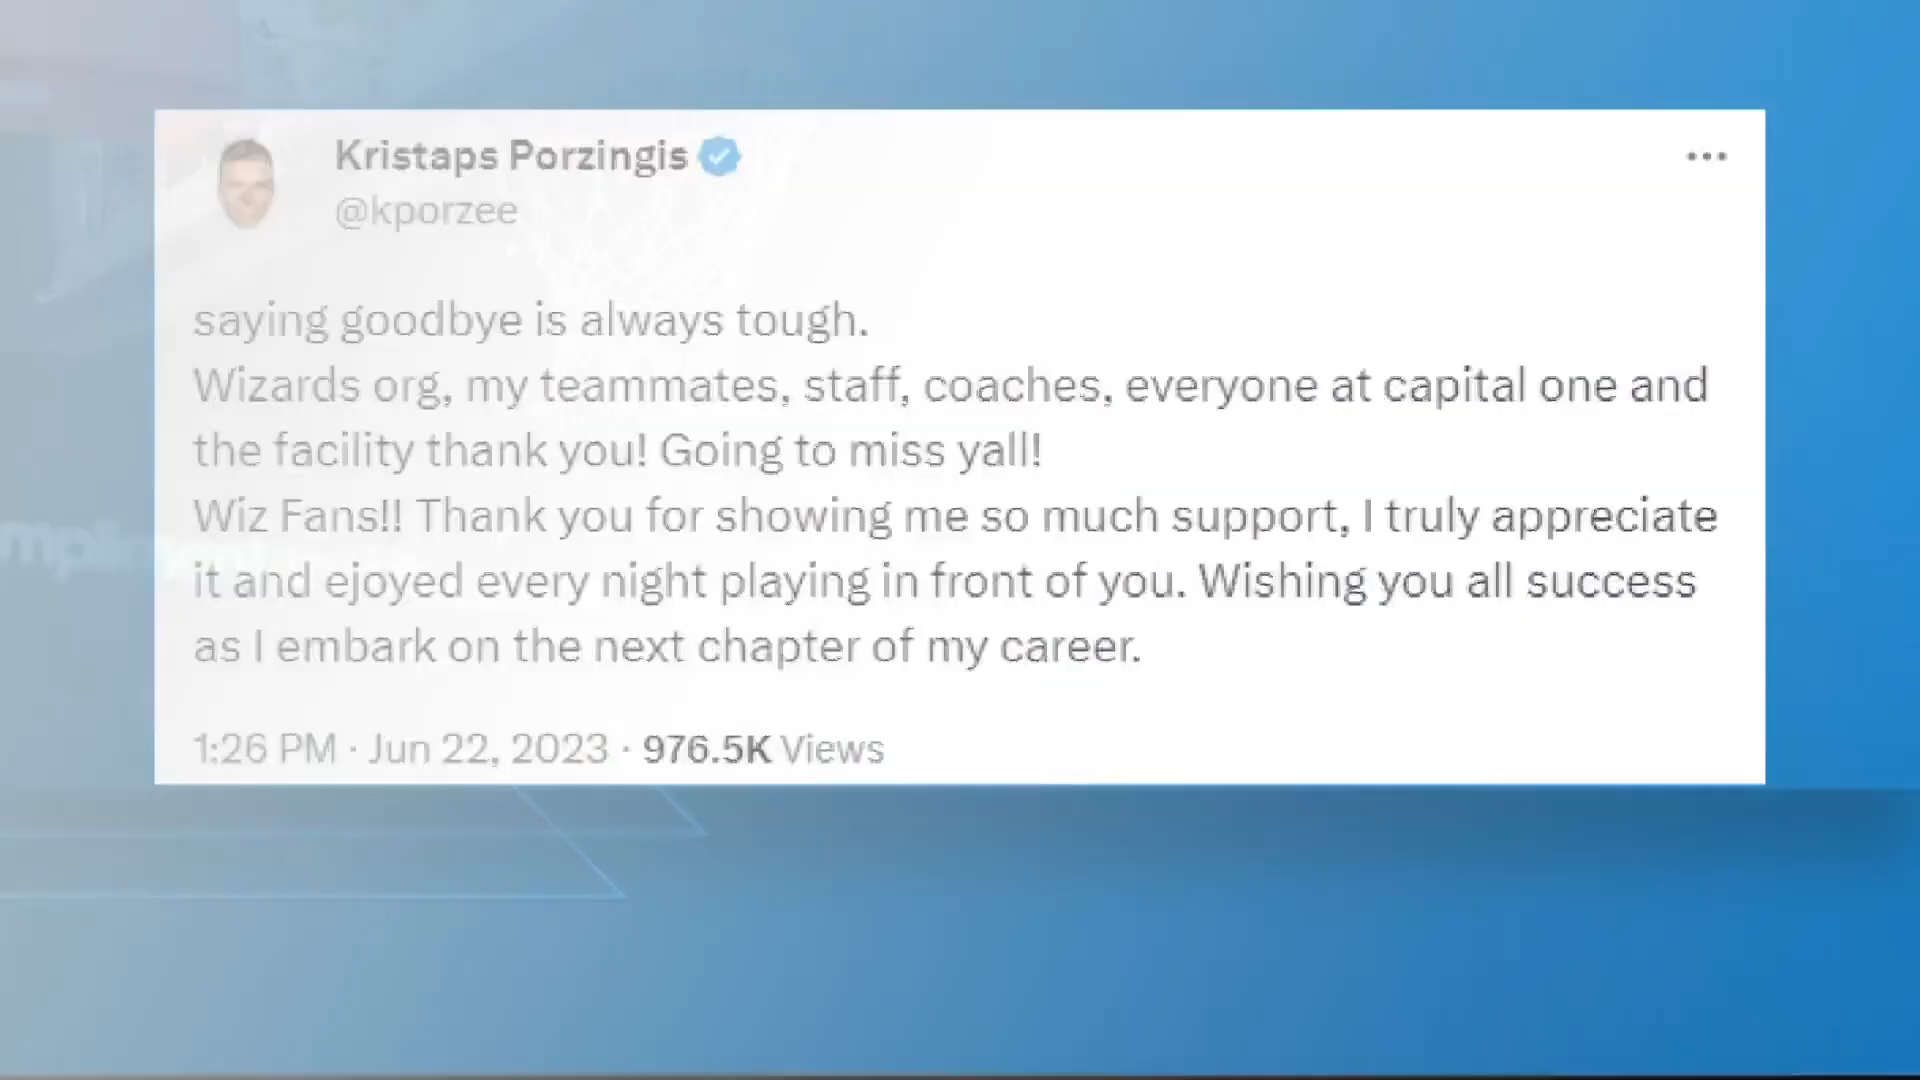 Kristaps Porzingis
@kporzee
saying goodbye is always tough.
Wizards org, my teammates, staff, coaches, everyone at capital one and
the facility thank you! Going to miss yall!
Wiz Fans!! Thank you for showing me so much support, I truly appreciate
it and ejoyed every night playing in front of you. Wishing you all success
as I embark on the next chapter of my career.
1:26 PM · Jun 22, 2023 · 976.5K Views